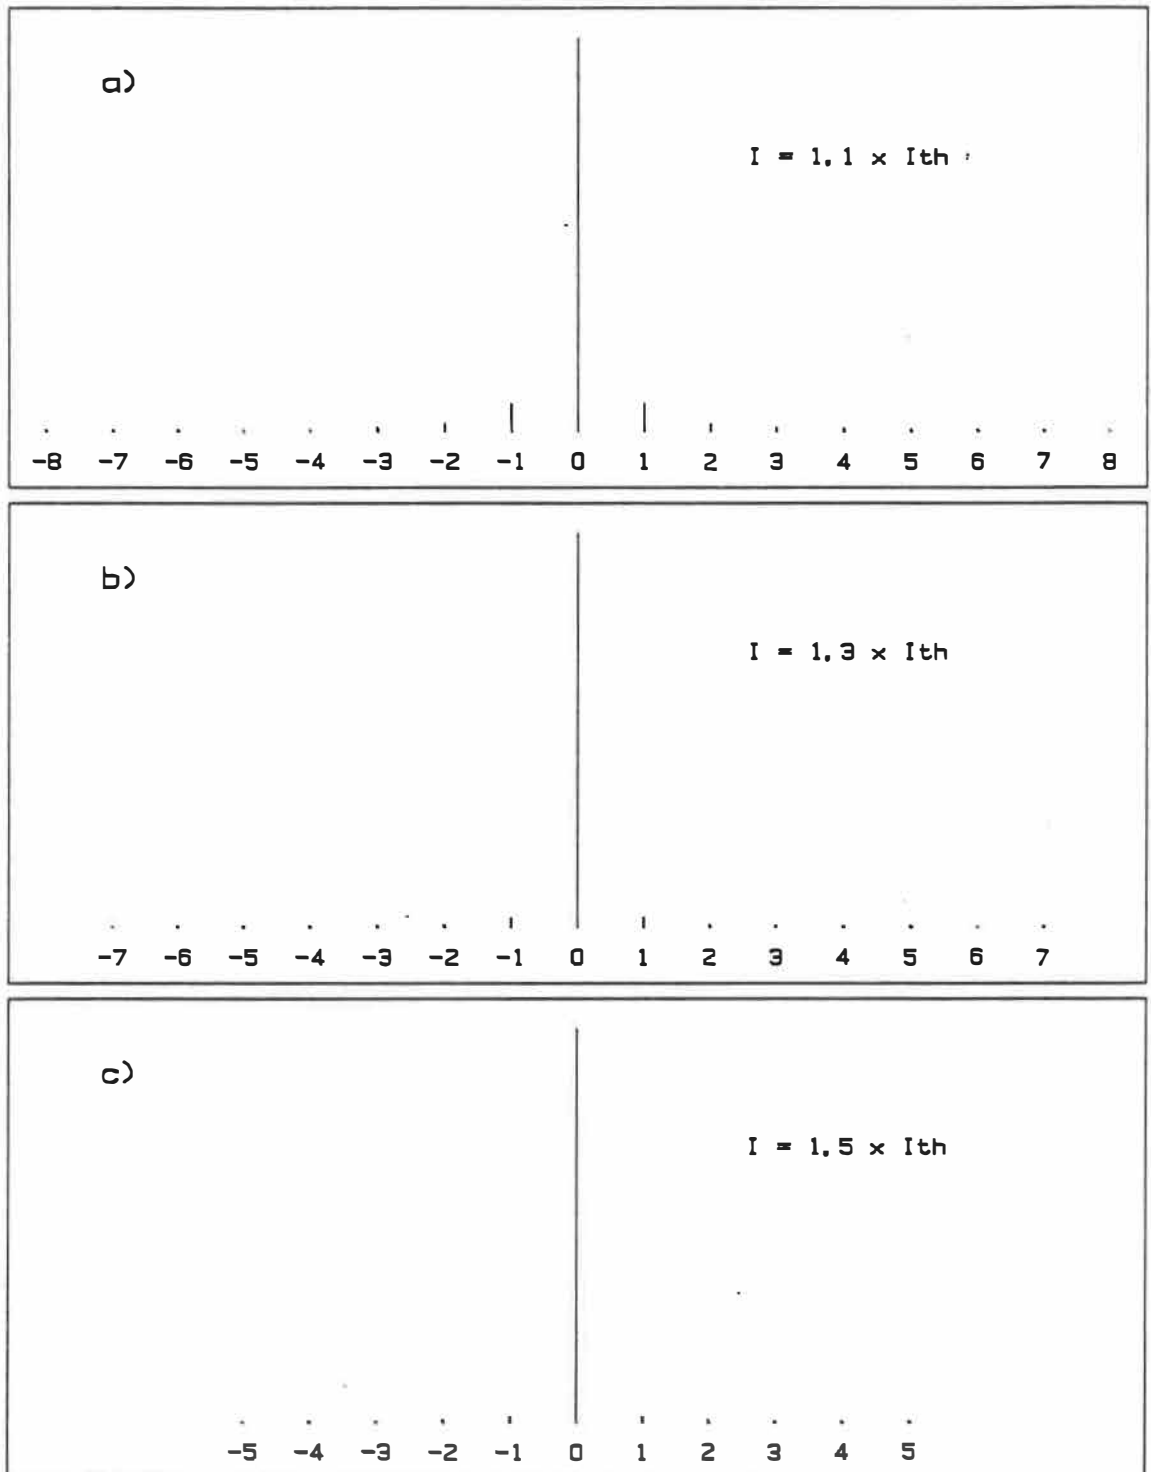 a)
I = 1.1 x Ith
-8 -7 -6 -5 -4 -3 -2 -1 0 1 2 3 4 5 6 7 8
b)
I = 1.3 x Ith
-7 -6 -5 -4 -3 -2 -1 0 1 2 3 4 5 6 7
c)
I = 1.5 x Ith
-5 -4 -3 -2 -1 0 1 2 3 4 5